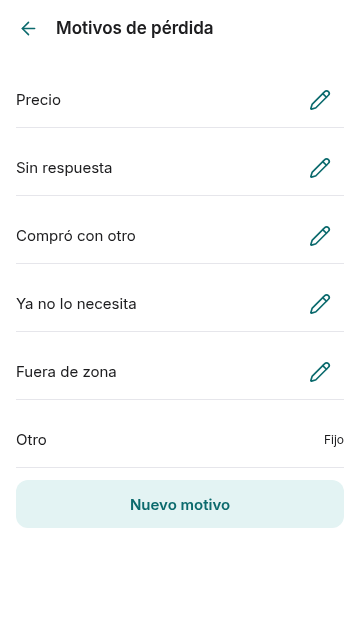 Motivos de pérdida
Precio
Sin respuesta
Compró con otro
Ya no lo necesita
Fuera de zona
Otro
Fijo
Nuevo motivo